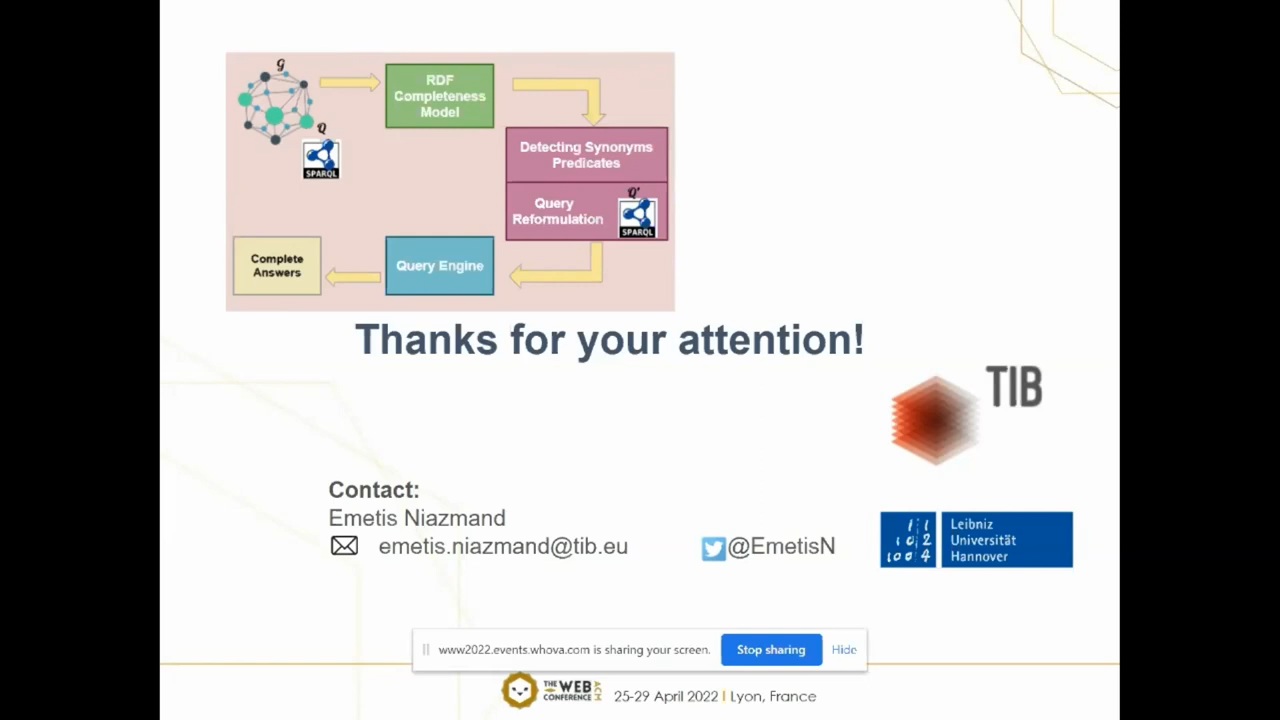 G
RDF
Completeness
Model
Q
SPARQL
Detecting Synonyms
Predicates
Query
Reformulation
Q'
SPARQL
Query Engine
Complete
Answers
Thanks for your attention!
TIB
Contact:
Emetis Niazmand
emetis.niazmand@tib.eu
@EmetisN
Leibniz
Universität
Hannover
www2022.events.whova.com is sharing your screen.
Stop sharing
Hide
THE WEB
CONFERENCE
ACM
25-29 April 2022 I Lyon, France